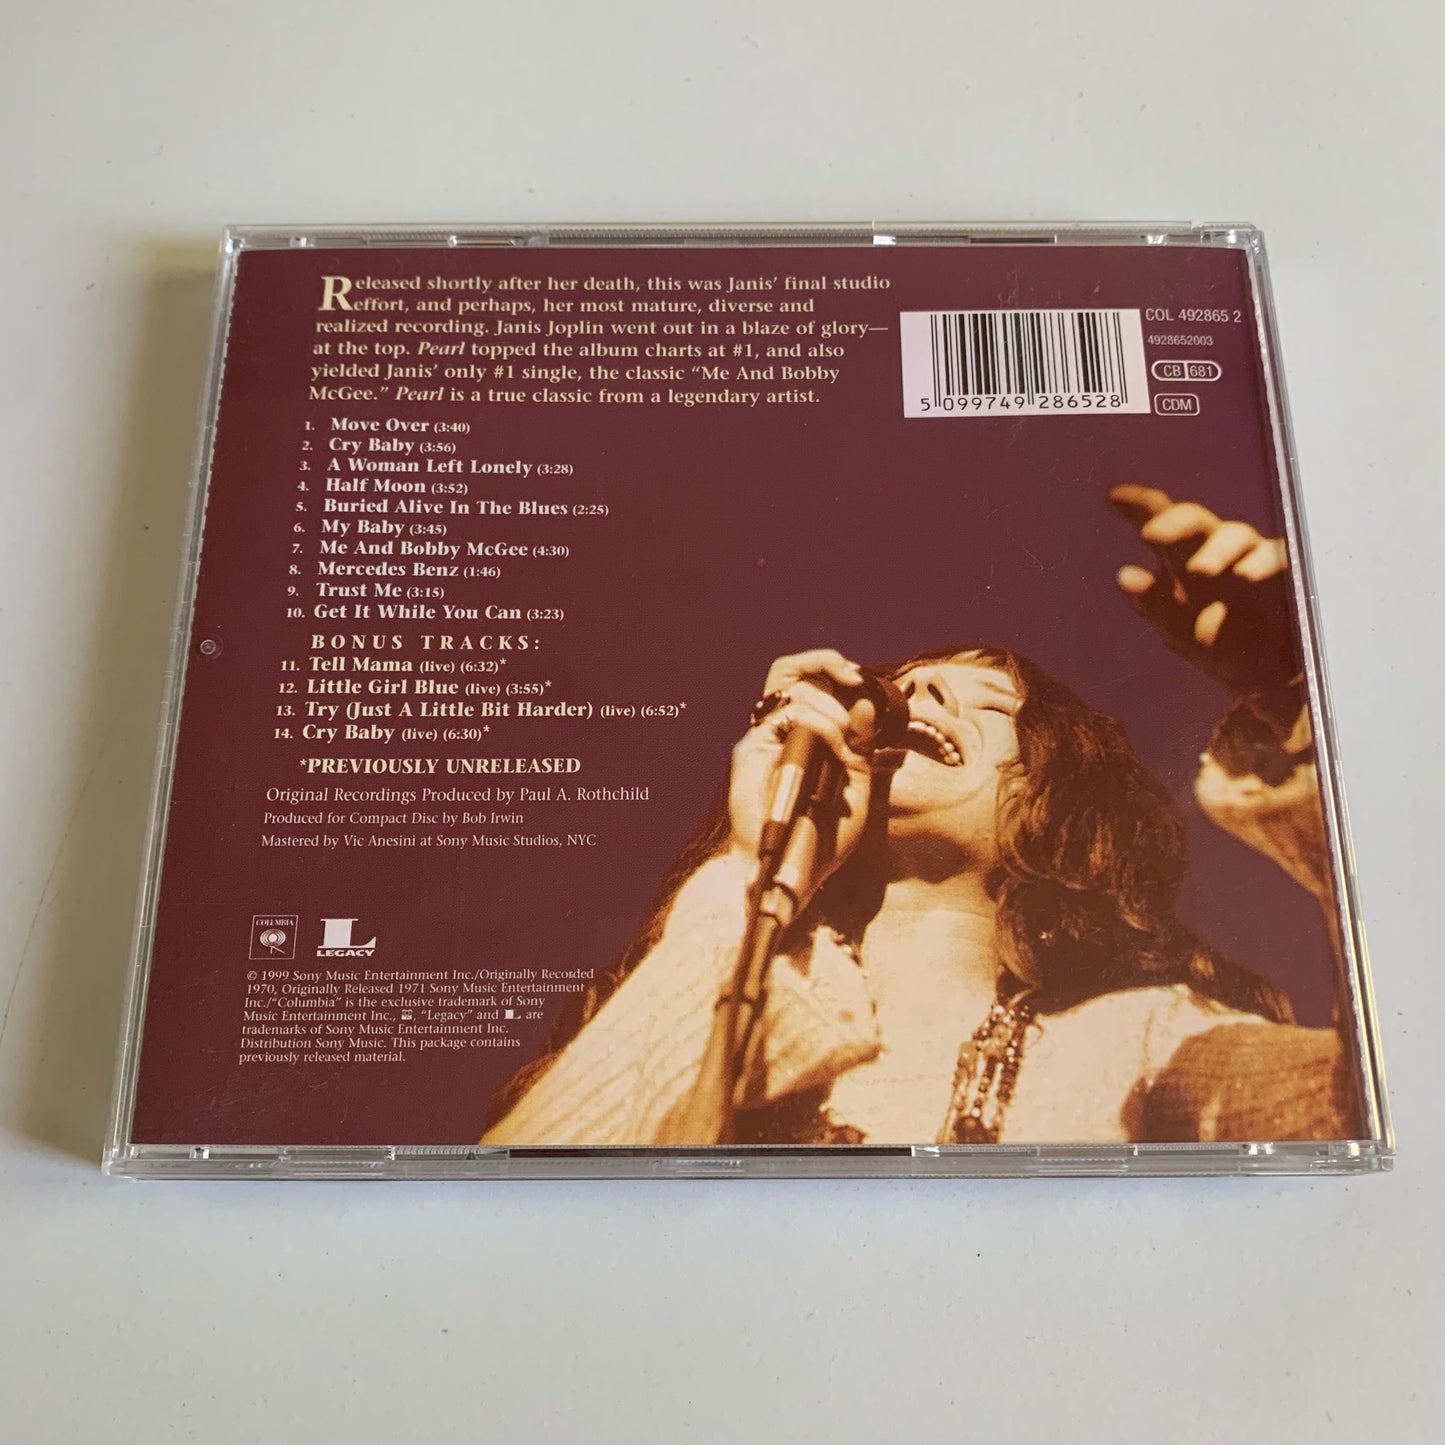 Released shortly after her death, this was Janis' final studio
effort, and perhaps, her most mature, diverse and
realized recording. Janis Joplin went out in a blaze of glory—
at the top. Pearl topped the album charts at #1, and also
yielded Janis' only #1 single, the classic "Me And Bobby
McGee." Pearl is a true classic from a legendary artist.
COL 492865 2
4928652003
CB 681
CDM
5 099749 286528
1. Move Over (3:40)
2. Cry Baby (3:56)
3. A Woman Left Lonely (3:28)
4. Half Moon (3:52)
5. Buried Alive In The Blues (2:25)
6. My Baby (3:45)
7. Me And Bobby McGee (4:30)
8. Mercedes Benz (1:46)
9. Trust Me (3:15)
10. Get It While You Can (3:23)
BONUS TRACKS:
11. Tell Mama (live) (6:32)*
12. Little Girl Blue (live) (3:55)*
13. Try (Just A Little Bit Harder) (live) (6:52)*
14. Cry Baby (live) (6:30)*
*PREVIOUSLY UNRELEASED
Original Recordings Produced by Paul A. Rothchild
Produced for Compact Disc by Bob Irwin
Mastered by Vic Anesini at Sony Music Studios, NYC
COLUMBIA
L
LEGACY
© 1999 Sony Music Entertainment Inc./Originally Recorded
1970, Originally Released 1971 Sony Music Entertainment
Inc./"Columbia" is the exclusive trademark of Sony
Music Entertainment Inc., "Legacy" and L are
trademarks of Sony Music Entertainment Inc.
Distribution Sony Music. This package contains
previously released material.